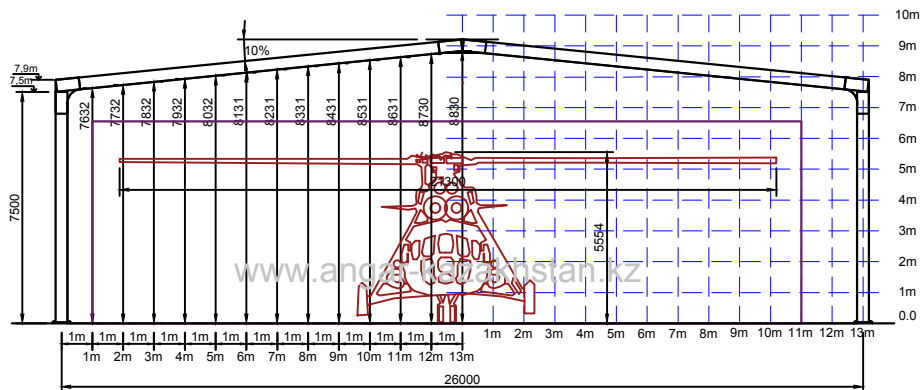 10m
10%
9m
7,9m
7,5m
8m
7m
7632
7732
7832
7932
8032
8131
8231
8331
8431
8531
8631
8730
8830
6m
5m
21300
7500
4m
3m
5554
2m
www.angar-kazakhstan.kz
1m
0.0
1m 1m 1m 1m 1m 1m 1m 1m 1m 1m 1m 1m 1m
1m 2m 3m 4m 5m 6m 7m 8m 9m 10m 11m 12m 13m
1m 2m 3m 4m 5m 6m 7m 8m 9m 10m 11m 12m 13m
26000